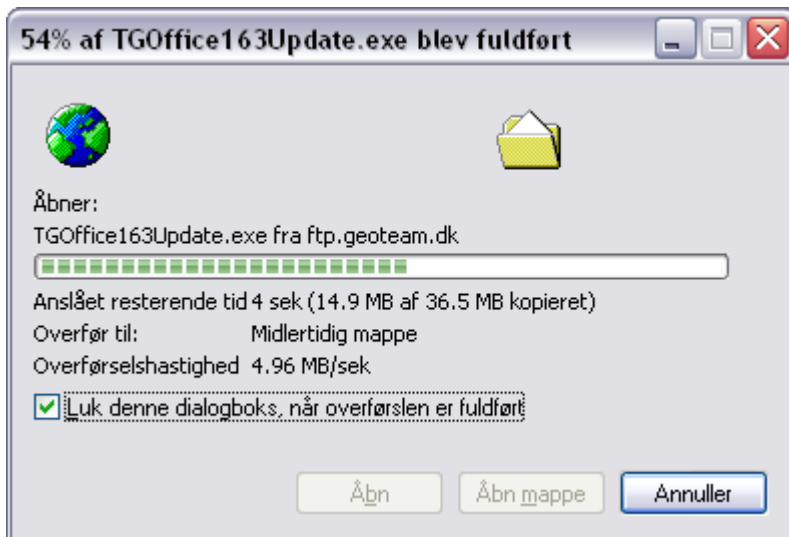 54% af TGOffice163Update.exe blev fuldført
Åbner:
TGOffice163Update.exe fra ftp.geoteam.dk
Anslået resterende tid 4 sek (14.9 MB af 36.5 MB kopieret)
Overfør til: Midlertidig mappe
Overførselshastighed 4.96 MB/sek
Luk denne dialogboks, når overførslen er fuldført
Åbn Åbn mappe Annuller